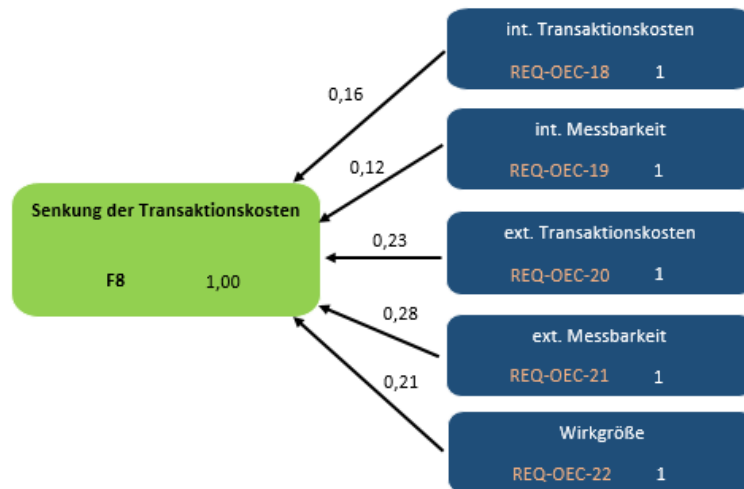 int. Transaktionskosten
REQ-OEC-18 1
0,16
int. Messbarkeit
REQ-OEC-19 1
0,12
Senkung der Transaktionskosten
F8 1,00
ext. Transaktionskosten
REQ-OEC-20 1
0,23
ext. Messbarkeit
REQ-OEC-21 1
0,28
Wirkgröße
REQ-OEC-22 1
0,21